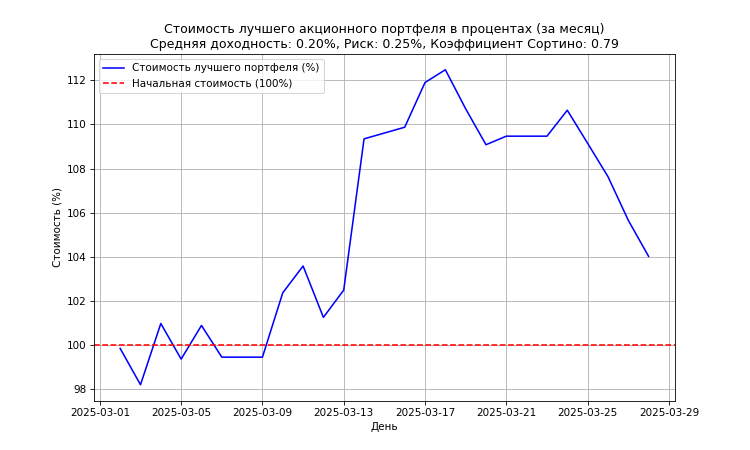 Стоимость лучшего акционного портфеля в процентах (за месяц)
Средняя доходность: 0.20%, Риск: 0.25%, Коэффициент Сортино: 0.79
Стоимость лучшего портфеля (%)
Начальная стоимость (100%)
Стоимость (%)
112
110
108
106
104
102
100
98
2025-03-01 2025-03-05 2025-03-09 2025-03-13 2025-03-17 2025-03-21 2025-03-25 2025-03-29
День